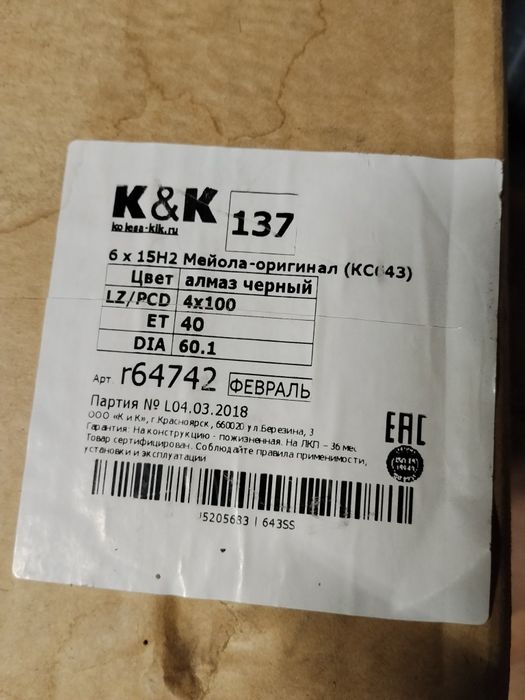 K&K
kolesa-kik.ru
137
6 x 15H2 Мейола-оригинал
Цвет алмаз черный
LZ/PCD 4x100
ET 40
DIA 60.1
Арт. r64742 ФЕВРАЛЬ
Партия № L04.03.2018
ООО «К и К», г.Красноярск, 660020 ул.Березина, 3
Гарантия: На конструкцию - пожизненная. На ЛКП – 36 мес
Товар сертифицирован. Соблюдайте правила применимости,
установки и эксплуатации
EAC
5205633 | 643SS